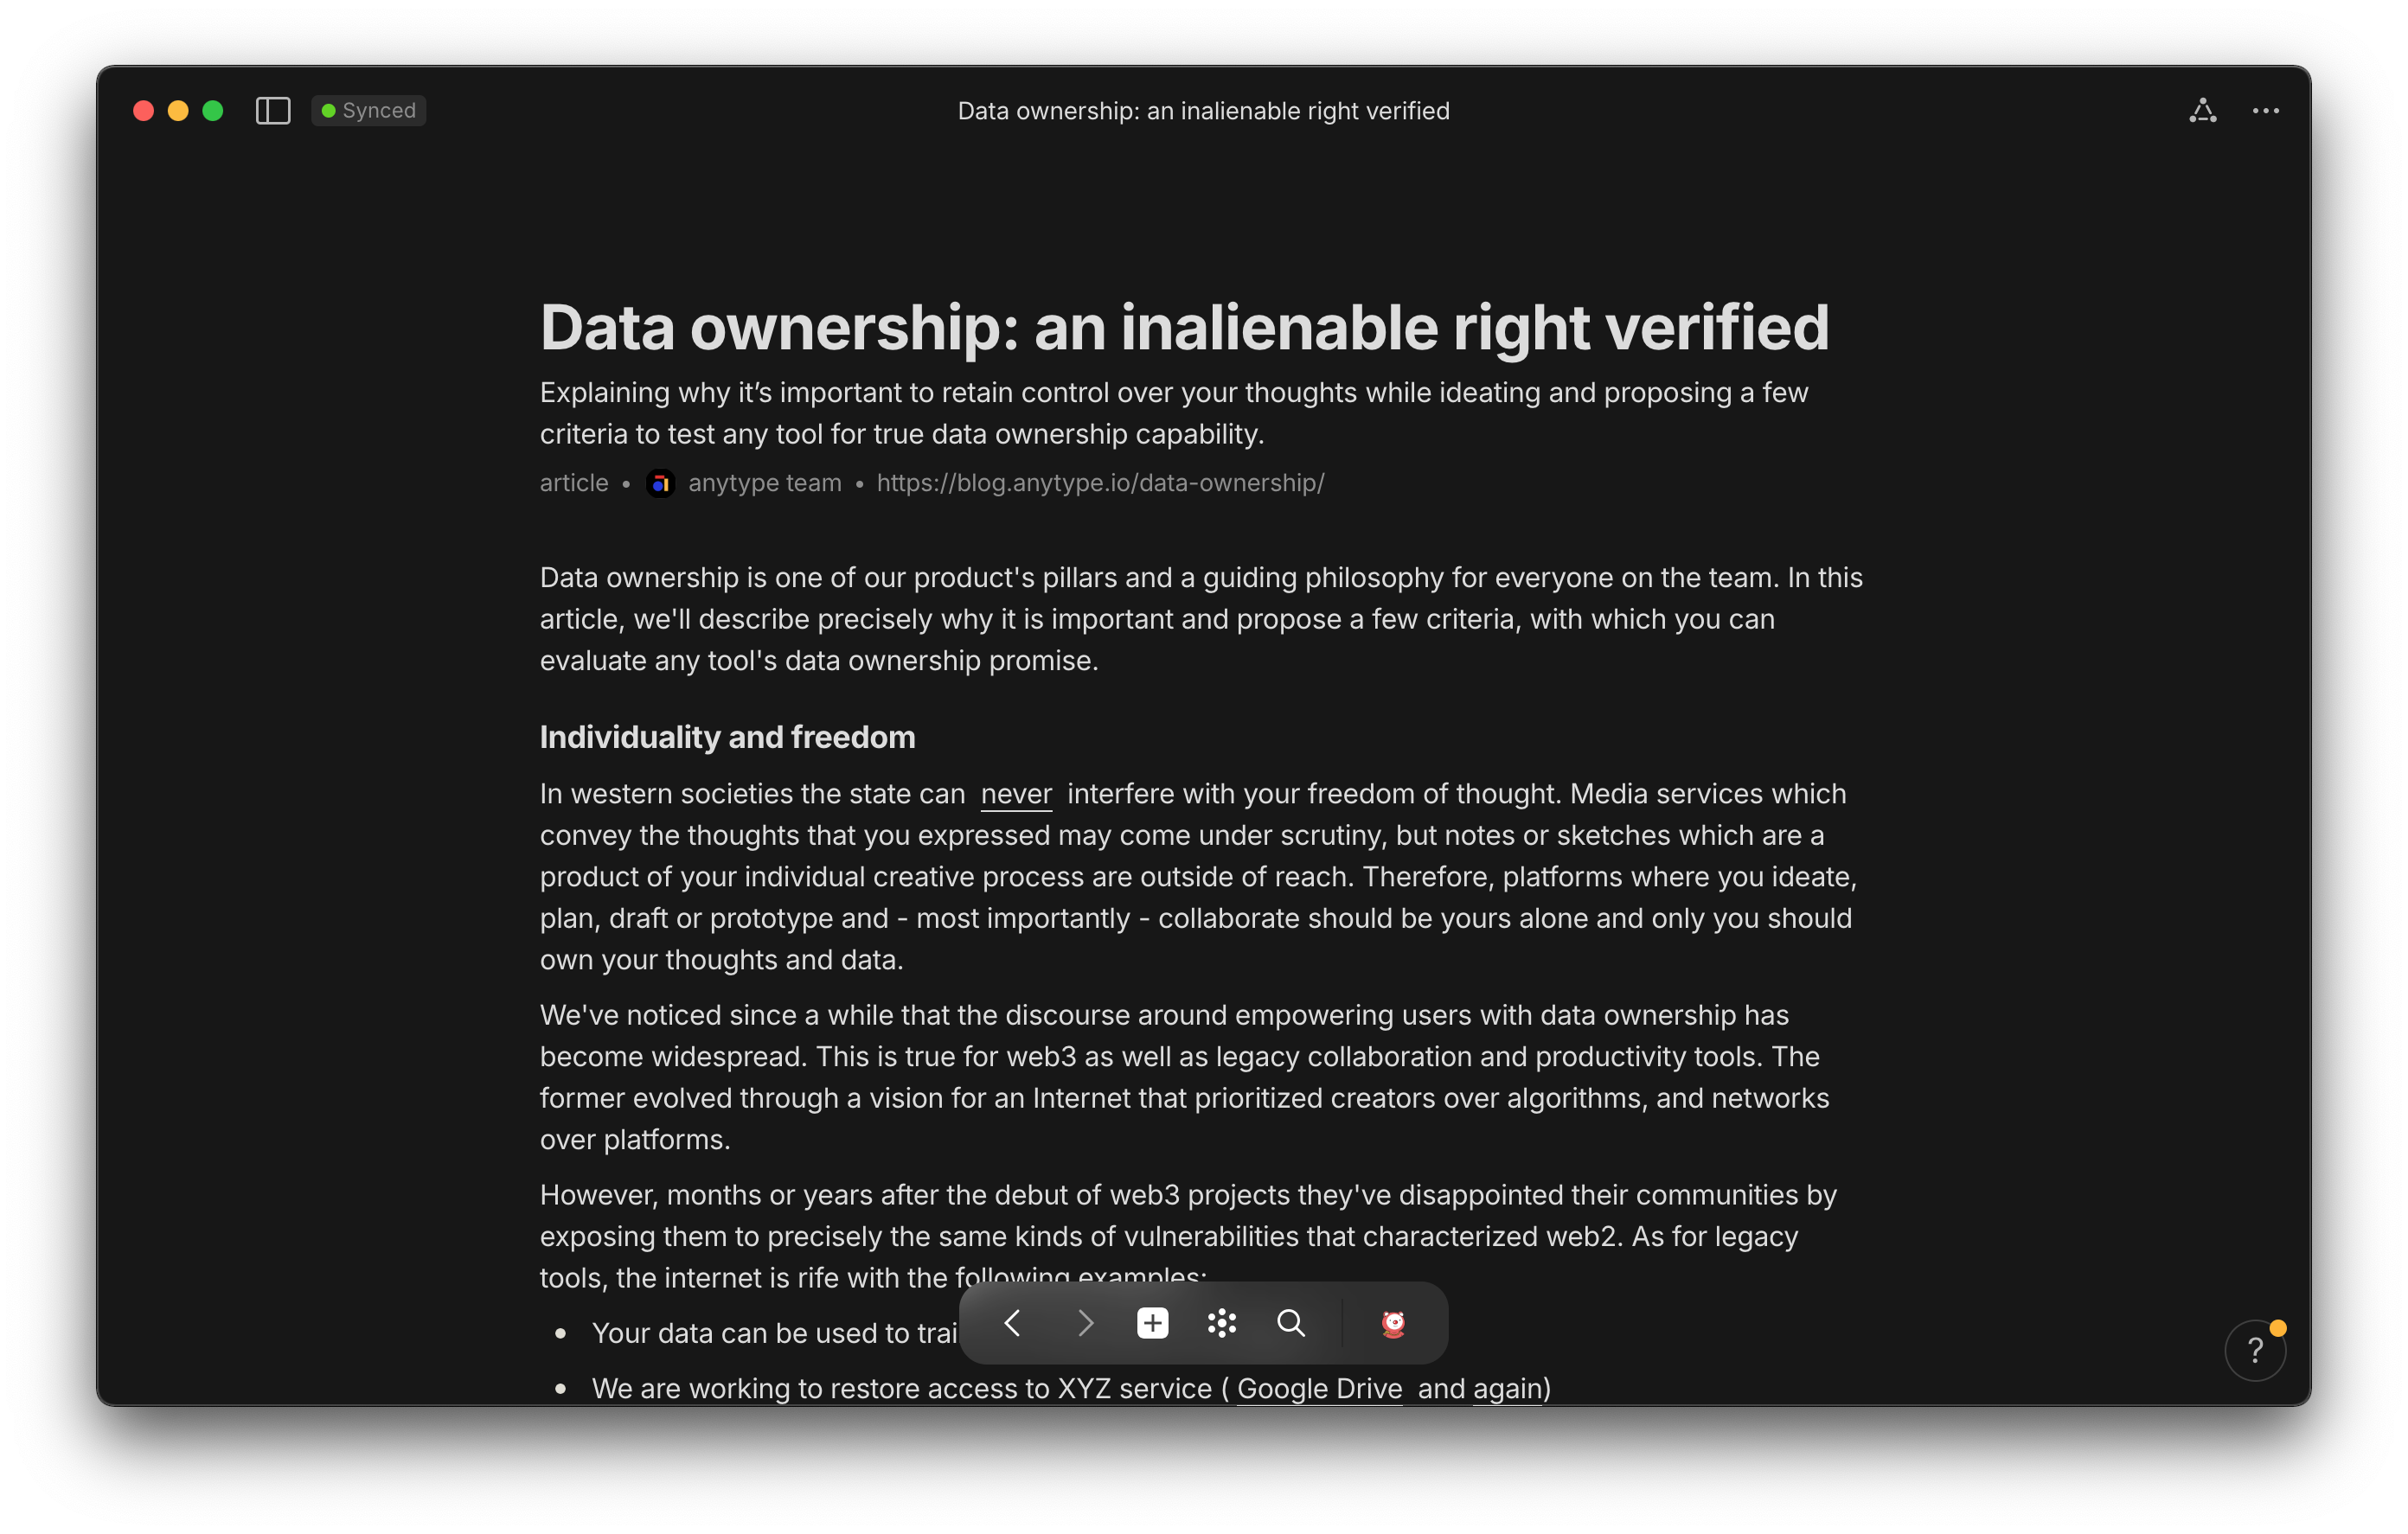 Synced
Data ownership: an inalienable right verified
Data ownership: an inalienable right verified
Explaining why it’s important to retain control over your thoughts while ideating and proposing a few
criteria to test any tool for true data ownership capability.
article • anytype team • https://blog.anytype.io/data-ownership/
Data ownership is one of our product's pillars and a guiding philosophy for everyone on the team. In this
article, we'll describe precisely why it is important and propose a few criteria, with which you can
evaluate any tool's data ownership promise.
Individuality and freedom
In western societies the state can never interfere with your freedom of thought. Media services which
convey the thoughts that you expressed may come under scrutiny, but notes or sketches which are a
product of your individual creative process are outside of reach. Therefore, platforms where you ideate,
plan, draft or prototype and - most importantly - collaborate should be yours alone and only you should
own your thoughts and data.
We've noticed since a while that the discourse around empowering users with data ownership has
become widespread. This is true for web3 as well as legacy collaboration and productivity tools. The
former evolved through a vision for an Internet that prioritized creators over algorithms, and networks
over platforms.
However, months or years after the debut of web3 projects they've disappointed their communities by
exposing them to precisely the same kinds of vulnerabilities that characterized web2. As for legacy
tools, the internet is rife with the following examples:
• Your data can be used to trai
• We are working to restore access to XYZ service ( Google Drive and again)
?